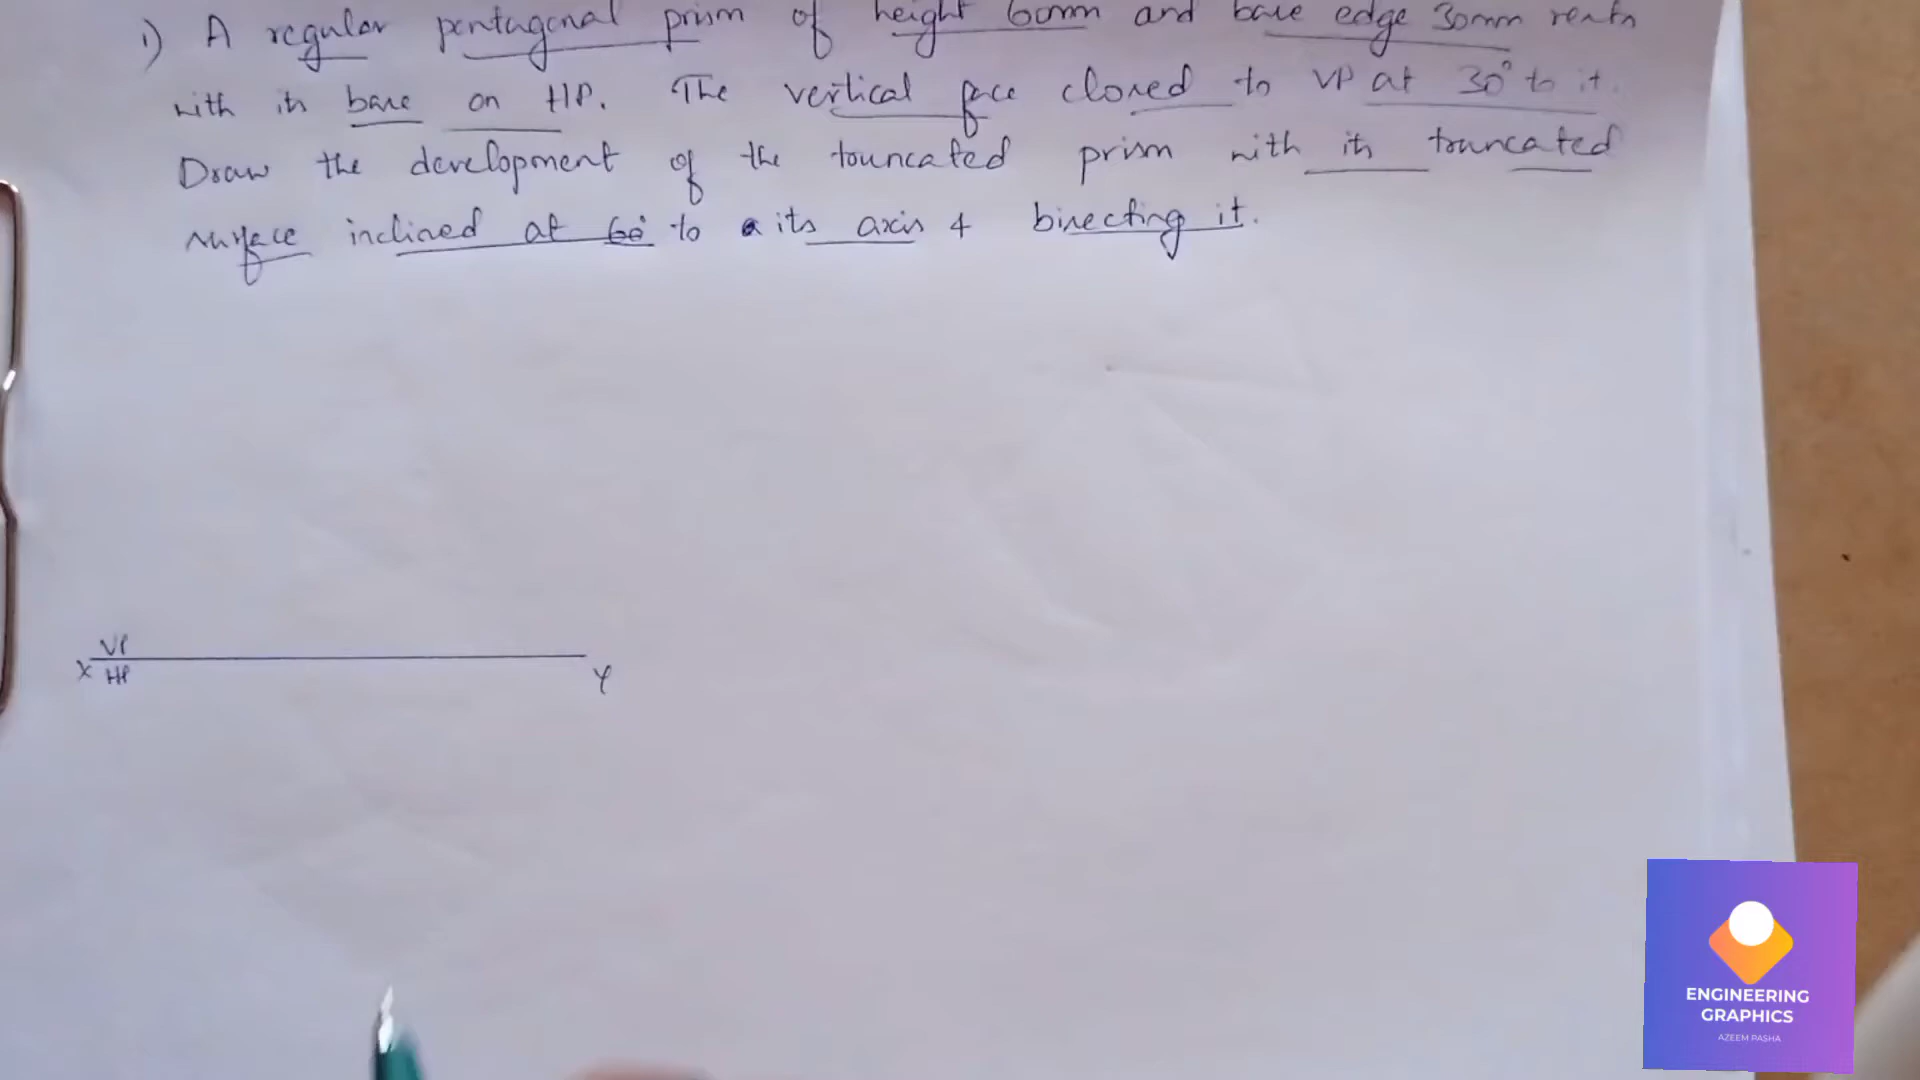 1) A regular pentagonal prism of height 60mm and base edge 30mm rests
with its base on HP. The vertical face closed to VP at 30° to it.
Draw the development of the truncated prism with its truncated
surface inclined at 60° to its axis & bisecting it.
VP
X HP Y
ENGINEERING
GRAPHICS
AZEEM PASHA